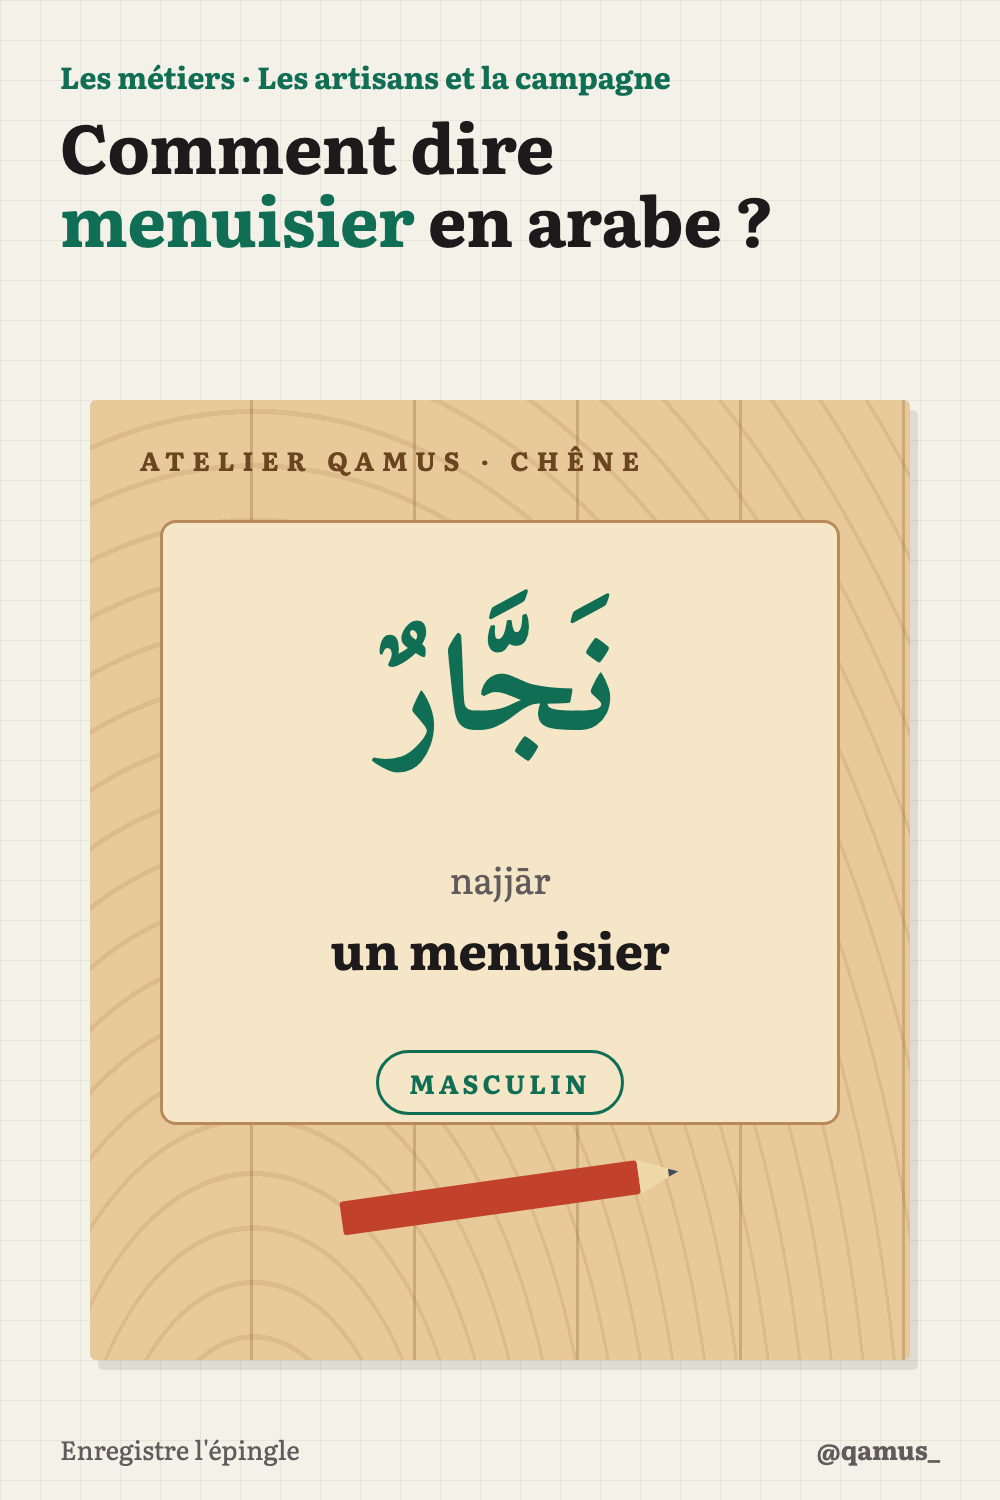 Les métiers · Les artisans et la campagne
Comment dire
menuisier en arabe ?
ATELIER QAMUS · CHÊNE
نَجَّارٌ
najjār
un menuisier
MASCULIN
Enregistre l'épingle
@qamus_